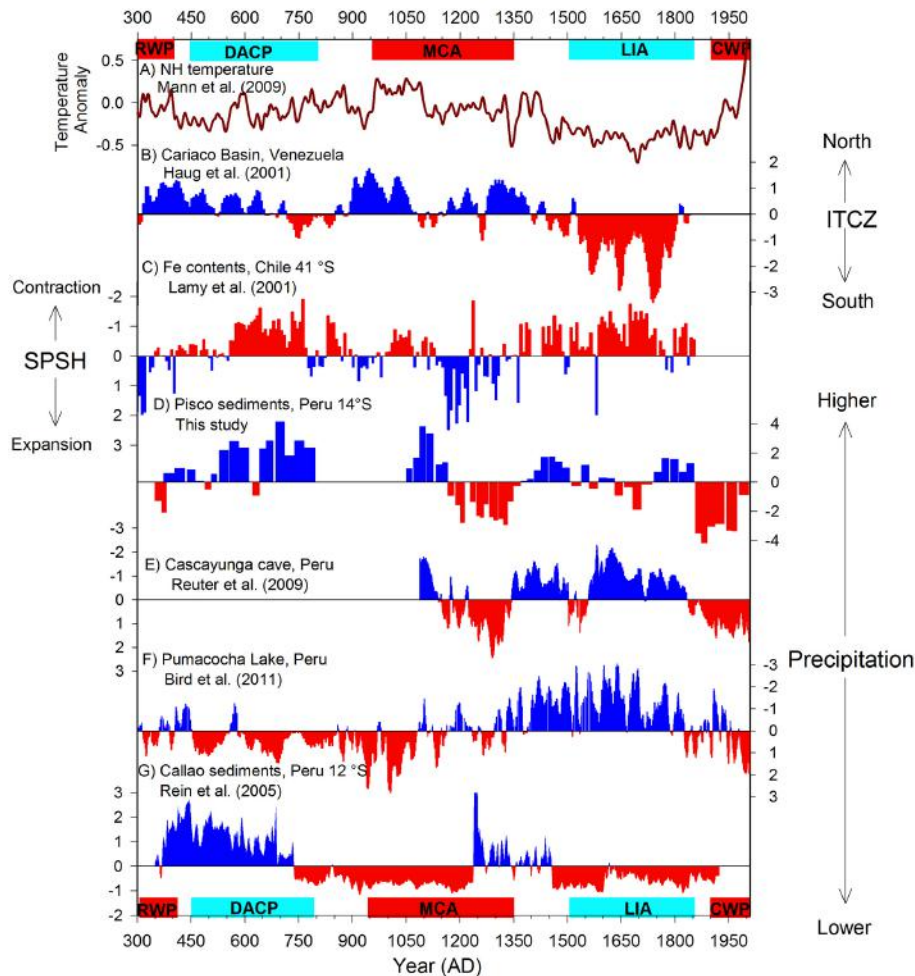 300 450 600 750 900 1050 1200 1350 1500 1650 1800 1950
RWP DACP MCA LIA CWP
0.5
0.0
-0.5
Temperature
Anomaly
A) NH temperature
Mann et al. (2009)
B) Cariaco Basin, Venezuela
Haug et al. (2001)
2
1
0
-1
-2
-3
North
ITCZ
South
C) Fe contents, Chile 41 °S
Lamy et al. (2001)
-2
-1
0
1
2
3
Contraction
SPSH
Expansion
D) Pisco sediments, Peru 14°S
This study
4
2
0
-2
-4
Higher
Precipitation
Lower
E) Cascayunga cave, Peru
Reuter et al. (2009)
-3
-2
-1
0
1
2
3
F) Pumacocha Lake, Peru
Bird et al. (2011)
-3
-2
-1
0
1
2
3
G) Callao sediments, Peru 12 °S
Rein et al. (2005)
3
2
1
0
-1
-2
RWP DACP MCA LIA CWP
300 450 600 750 900 1050 1200 1350 1500 1650 1800 1950
Year (AD)